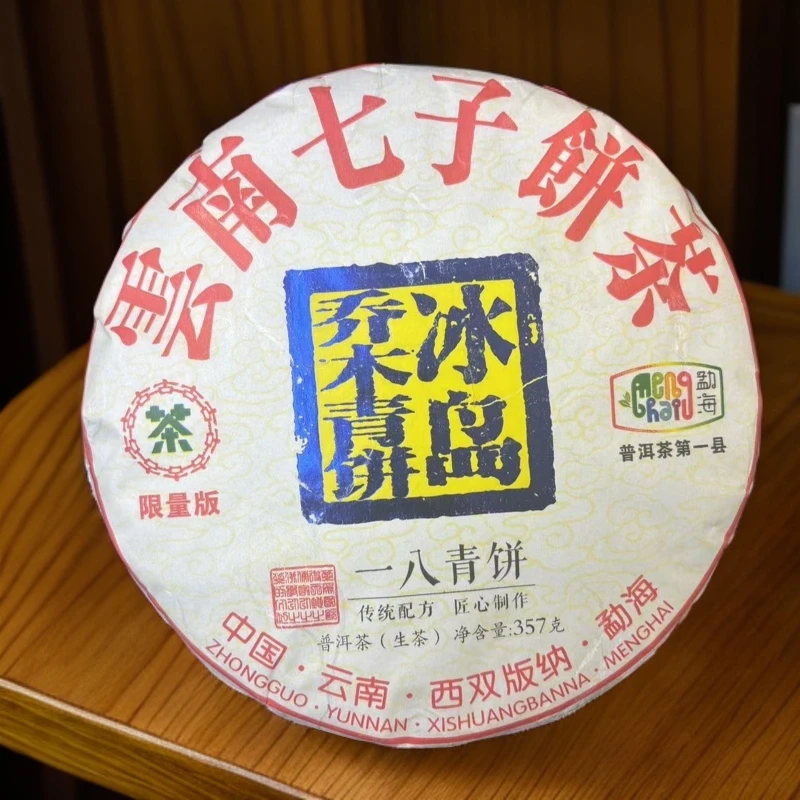 雲南七子餅茶
冰岛
乔木青饼
茶
限量版
meng
hai
勐海
普洱茶第一县
一八青饼
传统配方 匠心制作
普洱茶（生茶）净含量:357克
中国·云南·西双版纳·勐海
ZHONGGUO·YUNNAN·XISHUANGBANNA·MENGHAI